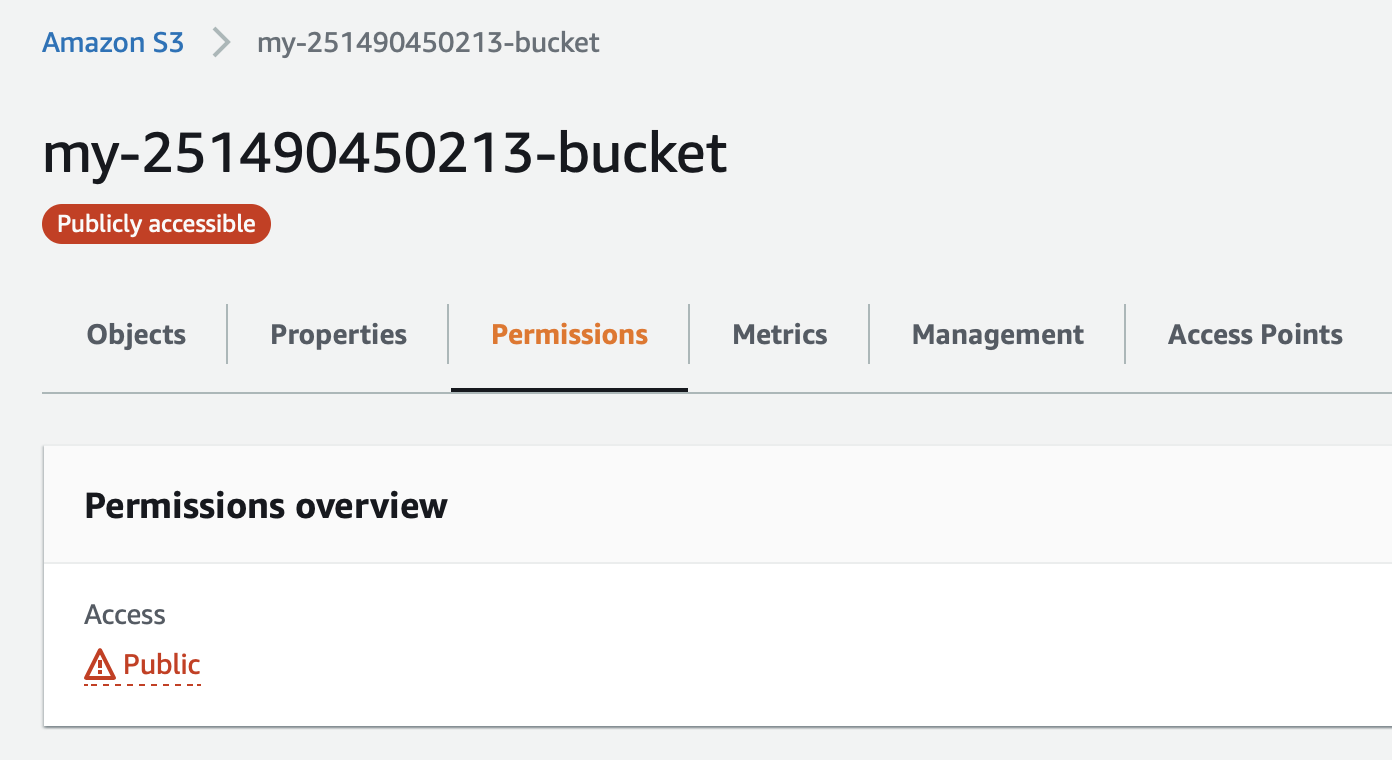 Amazon S3 my-251490450213-bucket
my-251490450213-bucket
Publicly accessible
Objects Properties Permissions Metrics Management Access Points
Permissions overview
Access
Public